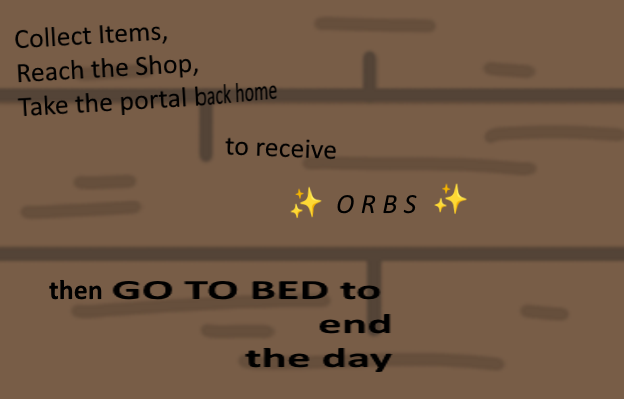 Collect Items,
Reach the Shop,
Take the portal back home
to receive
✨ ORBS ✨
then GO TO BED to
end
the day